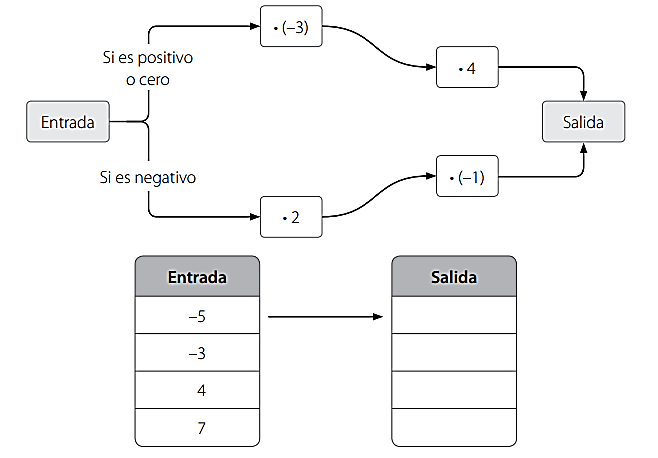 • (–3)
Si es positivo
o cero
• 4
Entrada
Salida
Si es negativo
• (–1)
• 2
Entrada
Salida
–5
–3
4
7